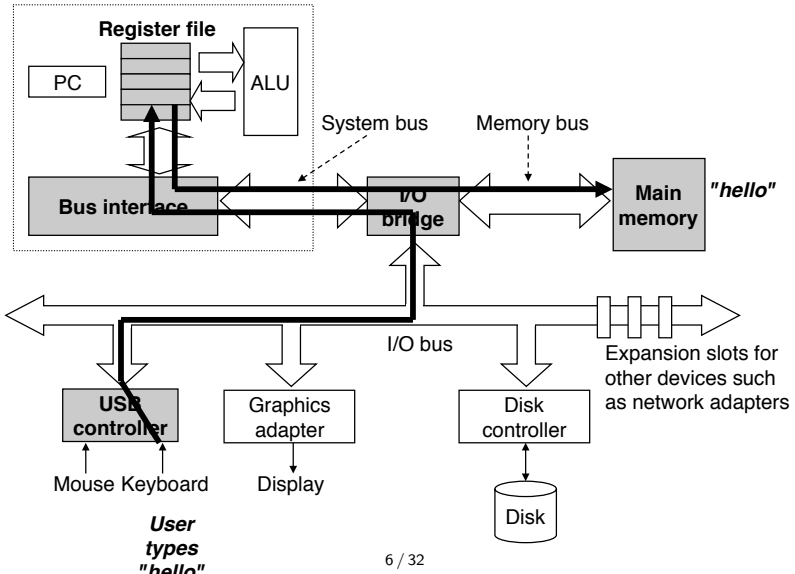 Register file
PC
ALU
System bus
Memory bus
Bus interface
I/O
bridge
Main
memory
"hello"
I/O bus
Expansion slots for
other devices such
as network adapters
USB
controller
Graphics
adapter
Disk
controller
Mouse Keyboard
Display
Disk
User
types
"hello"
6 / 32